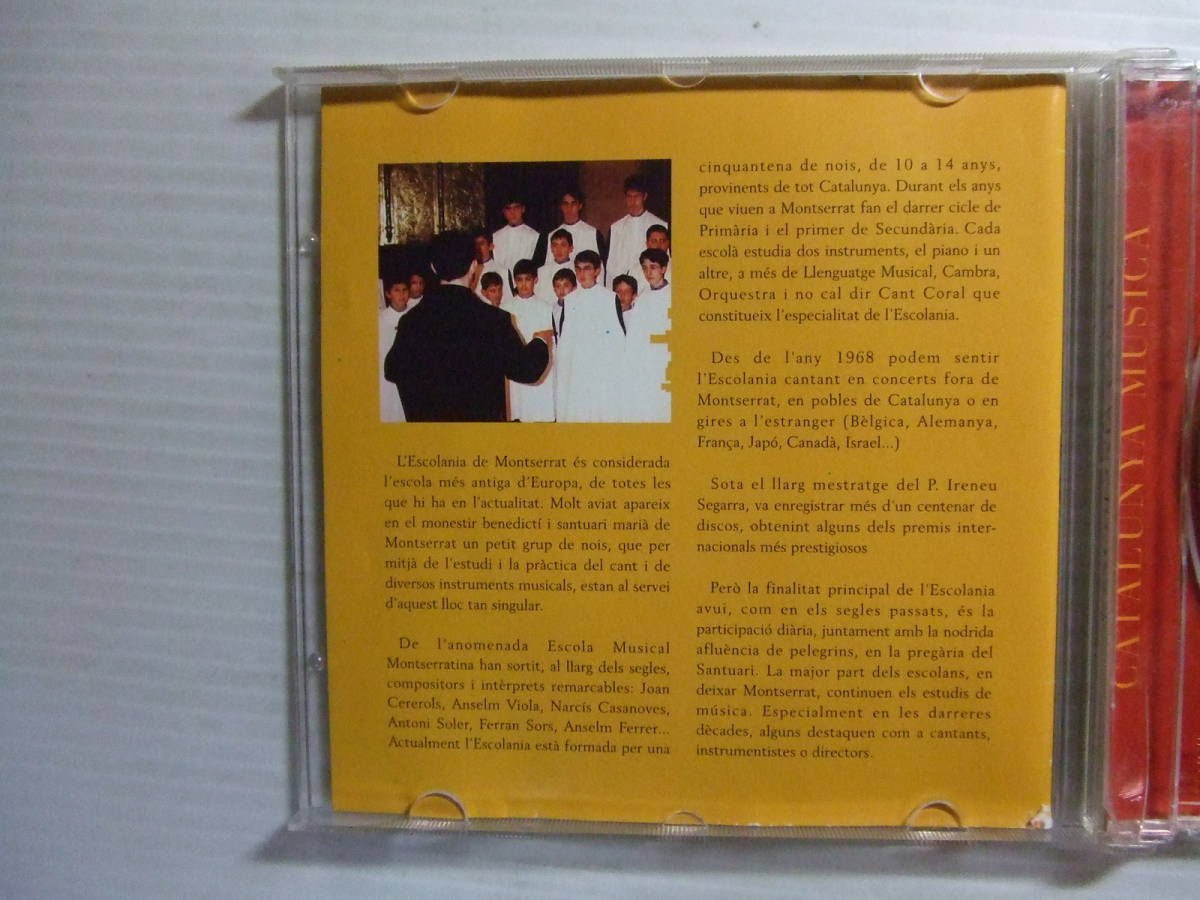 L'Escolania de Montserrat és considerada
l'escola més antiga d'Europa, de totes les
que hi ha en l'actualitat. Molt aviat apareix
en el monestir benedictí i santuari marià de
Montserrat un petit grup de nois, que per
mitjà de l'estudi i la pràctica del cant i de
diversos instruments musicals, estan al servei
d'aquest lloc tan singular.
De l'anomenada Escola Musical
Montserratina han sortit, al llarg dels segles,
compositors i intèrprets remarcables: Joan
Cererols, Anselm Viola, Narcís Casanoves,
Antoni Soler, Ferran Sors, Anselm Ferrer...
Actualment l'Escolania està formada per una
cinquantena de nois, de 10 a 14 anys,
provinents de tot Catalunya. Durant els anys
que viuen a Montserrat fan el darrer cicle de
Primària i el primer de Secundària. Cada
escolà estudia dos instruments, el piano i un
altre, a més de Llenguatge Musical, Cambra,
Orquestra i no cal dir Cant Coral que
constitueix l'especialitat de l'Escolania.
Des de l'any 1968 podem sentir
l'Escolania cantant en concerts fora de
Montserrat, en pobles de Catalunya o en
gires a l'estranger (Bèlgica, Alemanya,
França, Japó, Canadà, Israel...)
Sota el llarg mestratge del P. Ireneu
Segarra, va enregistrar més d'un centenar de
discos, obtenint alguns dels premis inter-
nacionals més prestigiosos
Però la finalitat principal de l'Escolania
avui, com en els segles passats, és la
participació diària, juntament amb la nodrida
afluència de pelegrins, en la pregària del
Santuari. La major part dels escolans, en
deixar Montserrat, continuen els estudis de
música. Especialment en les darreres
dècades, alguns destaquen com a cantants,
instrumentistes o directors.
CATALUNYA MUSICA